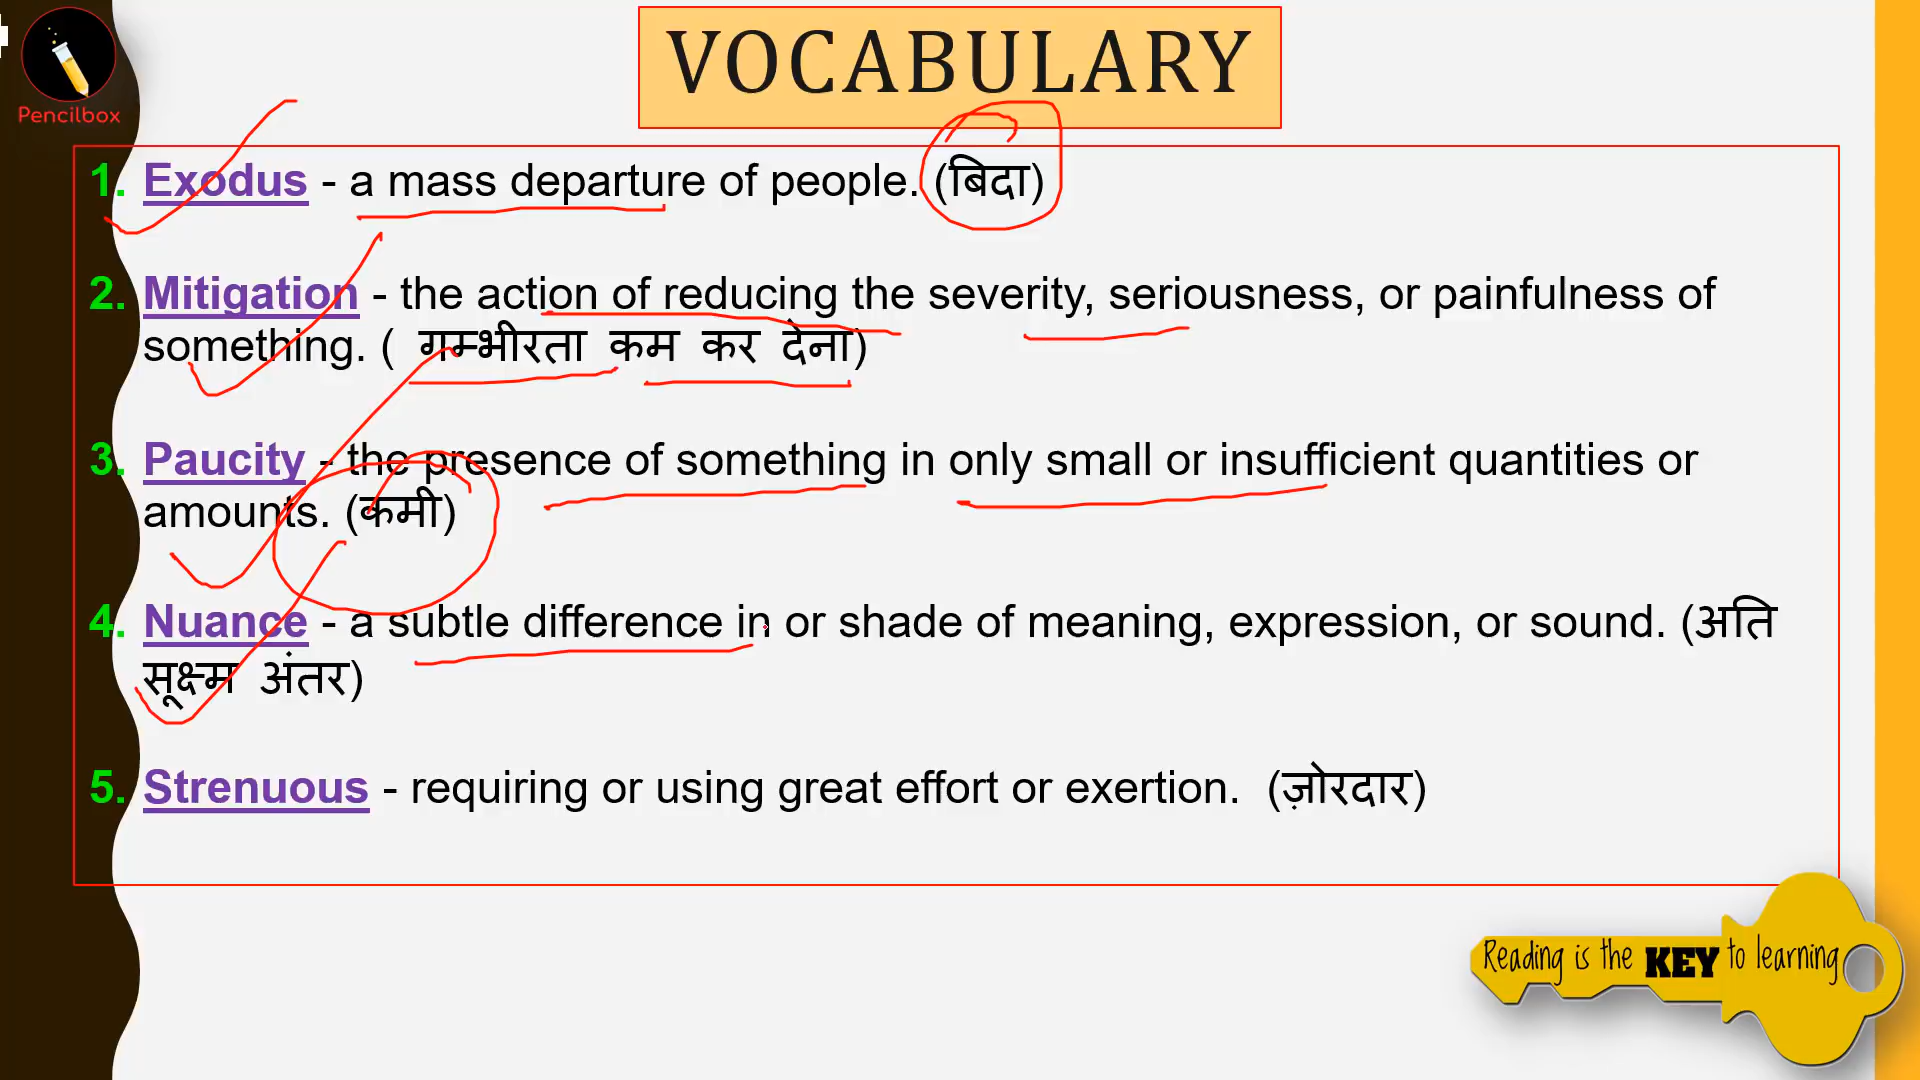 Pencilbox
VOCABULARY
1. Exodus - a mass departure of people. (बिदा)
2. Mitigation - the action of reducing the severity, seriousness, or painfulness of
something. ( गम्भीरता कम कर देना)
3. Paucity - the presence of something in only small or insufficient quantities or
amounts. (कमी)
4. Nuance - a subtle difference in or shade of meaning, expression, or sound. (अति
सूक्ष्म अंतर)
5. Strenuous - requiring or using great effort or exertion. (ज़ोरदार)
Reading is the KEY to learning